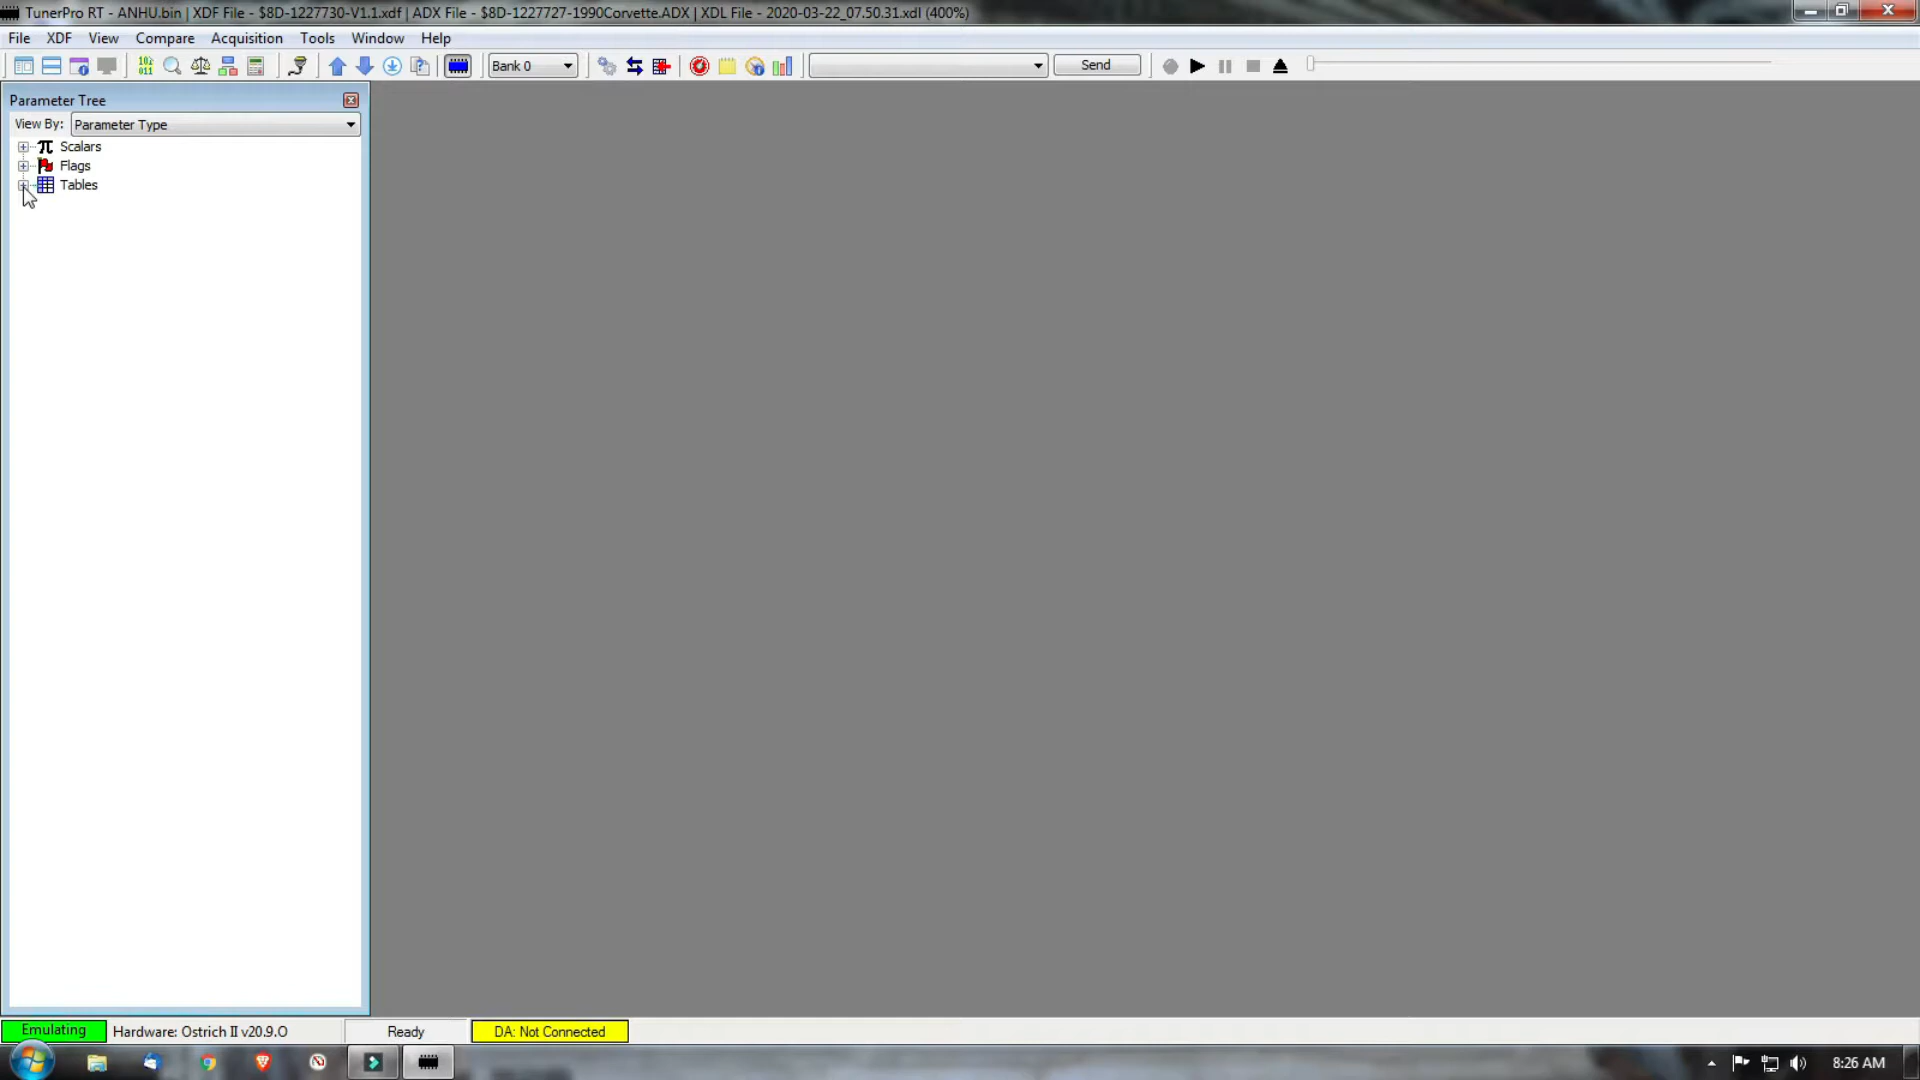 TunerPro RT - ANHU.bin | XDF File - $8D-1227730-V1.1.xdf | ADX File - $8D-1227727-1990Corvette.ADX | XDL File - 2020-03-22_07.50.31.xdl (400%)
File XDF View Compare Acquisition Tools Window Help
Bank 0 Send
Parameter Tree
View By: Parameter Type
Scalars
Flags
Tables
Emulating Hardware: Ostrich II v20.9.O Ready DA: Not Connected
8:26 AM